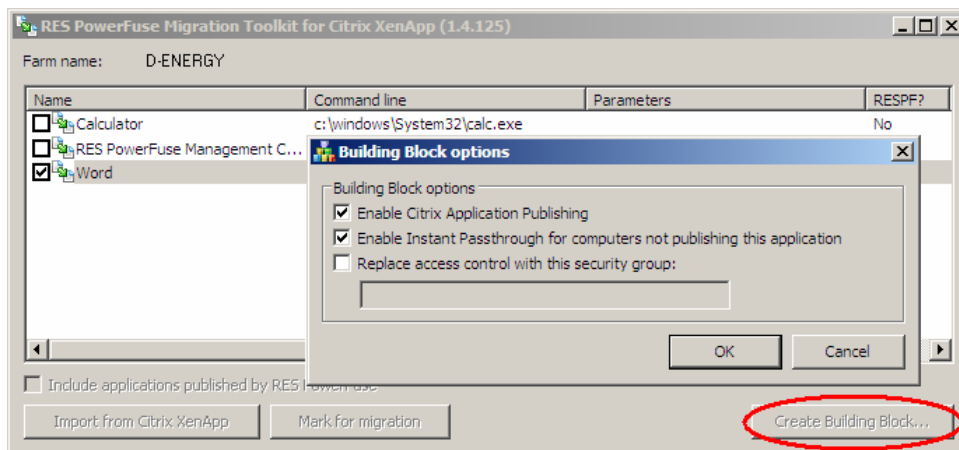 RES PowerFuse Migration Toolkit for Citrix XenApp (1.4.125)
Farm name: D-ENERGY
Name Command line Parameters RESPF?
Calculator c:\windows\System32\calc.exe No
RES PowerFuse Management C...
Word
Building Block options
Building Block options
Enable Citrix Application Publishing
Enable Instant Passthrough for computers not publishing this application
Replace access control with this security group:
OK Cancel
Include applications published by RES
Import from Citrix XenApp Mark for migration Create Building Block...